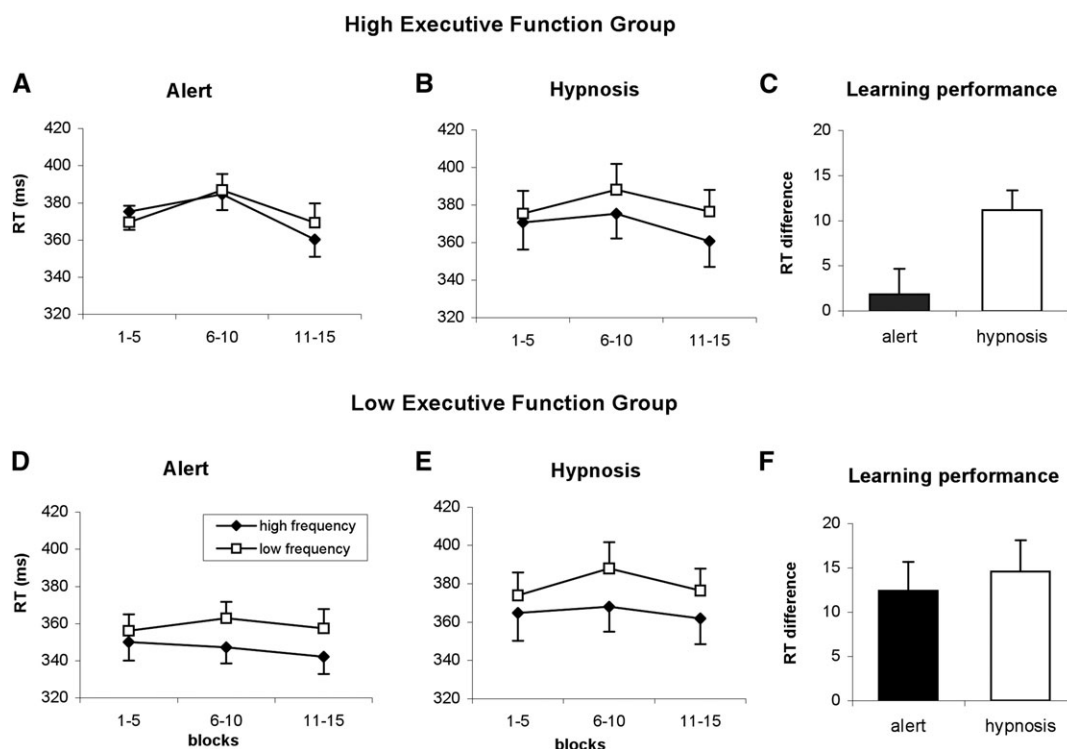 High Executive Function Group
A
Alert
B
Hypnosis
C
Learning performance
RT (ms)
420
400
380
360
340
320
1-5
6-10
11-15
420
400
380
360
340
320
1-5
6-10
11-15
RT difference
20
15
10
5
0
alert
hypnosis
Low Executive Function Group
D
Alert
E
Hypnosis
F
Learning performance
RT (ms)
420
400
380
360
340
320
high frequency
low frequency
1-5
6-10
11-15
blocks
420
400
380
360
340
320
1-5
6-10
11-15
blocks
RT difference
20
15
10
5
0
alert
hypnosis